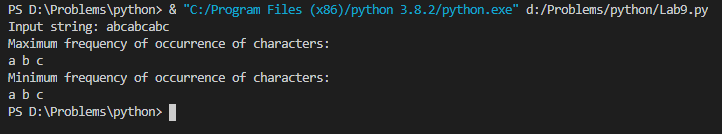 PS D:\Problems\python> & "C:/Program Files (x86)/python 3.8.2/python.exe" d:/Problems/python/Lab9.py
Input string: abcabcabc
Maximum frequency of occurrence of characters:
a b c
Minimum frequency of occurrence of characters:
a b c
PS D:\Problems\python>